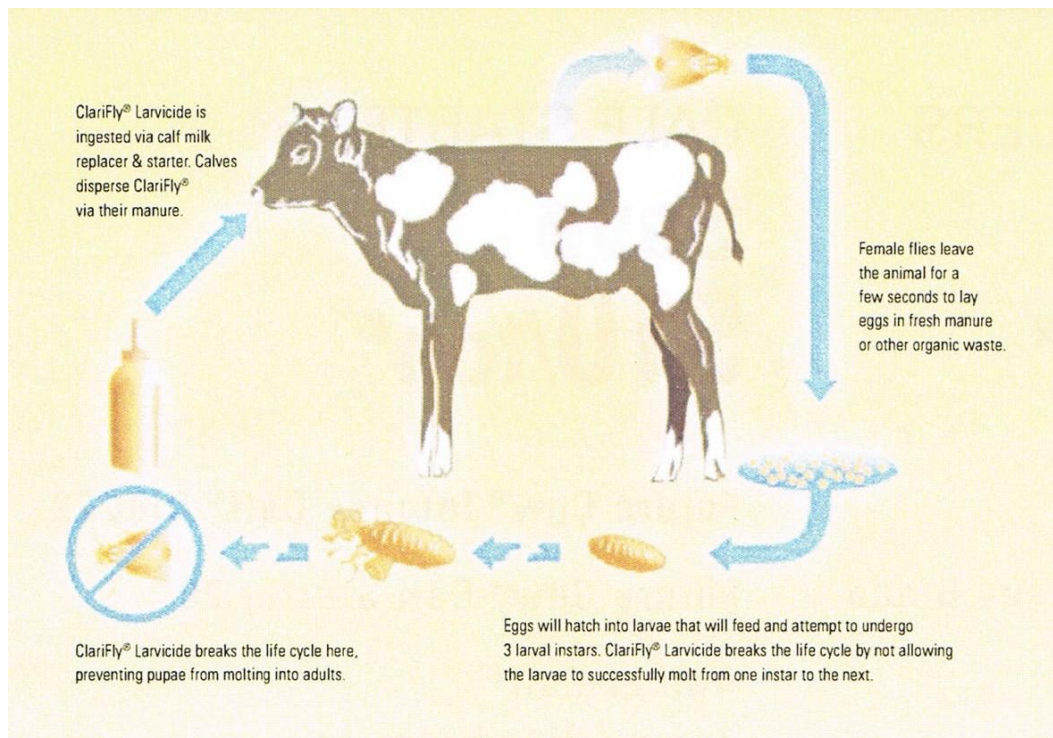 ClariFly® Larvicide is
ingested via calf milk
replacer & starter. Calves
disperse ClariFly®
via their manure.
Female flies leave
the animal for a
few seconds to lay
eggs in fresh manure
or other organic waste.
Eggs will hatch into larvae that will feed and attempt to undergo
3 larval instars. ClariFly® Larvicide breaks the life cycle by not allowing
the larvae to successfully molt from one instar to the next.
ClariFly® Larvicide breaks the life cycle here,
preventing pupae from molting into adults.